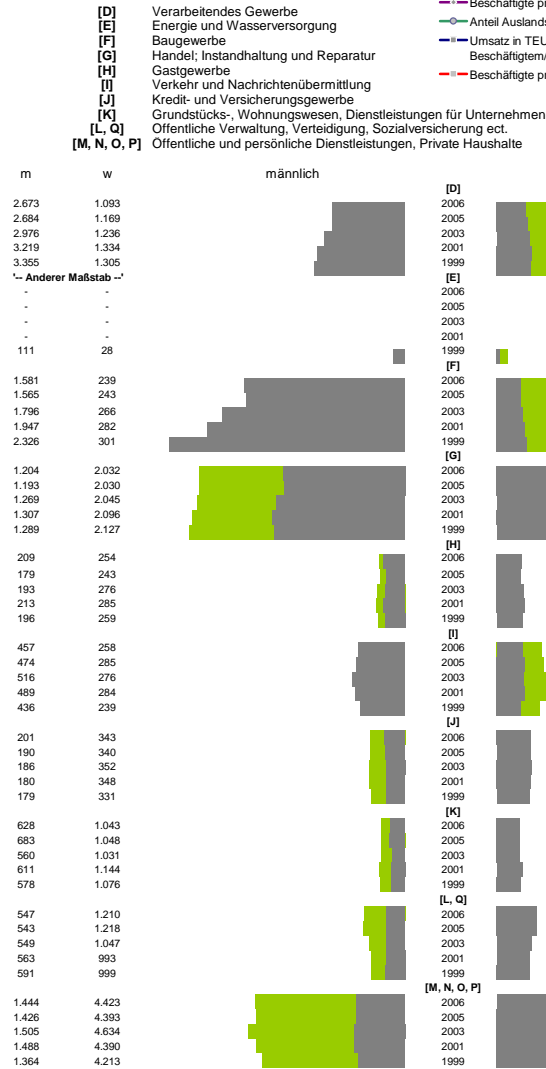 [D] Verarbeitendes Gewerbe
[E] Energie und Wasserversorgung
[F] Baugewerbe
[G] Handel; Instandhaltung und Reparatur
[H] Gastgewerbe
[I] Verkehr und Nachrichtenübermittlung
[J] Kredit- und Versicherungsgewerbe
[K] Grundstücks-, Wohnungswesen, Dienstleistungen für Unternehmen
[L, Q] Öffentliche Verwaltung, Verteidigung, Sozialversicherung ect.
[M, N, O, P] Öffentliche und persönliche Dienstleistungen, Private Haushalte
Beschäftigte
Anteil
Umsatz in TEU
Beschäftigte
m w männlich
[D]
2.673 1.093 2006
2.684 1.169 2005
2.976 1.236 2003
3.219 1.334 2001
3.355 1.305 1999
'-- Anderer Maßstab --' [E]
- - 2006
- - 2005
- - 2003
- - 2001
111 28 1999
[F]
1.581 239 2006
1.565 243 2005
1.796 266 2003
1.947 282 2001
2.326 301 1999
[G]
1.204 2.032 2006
1.193 2.030 2005
1.269 2.045 2003
1.307 2.096 2001
1.289 2.127 1999
[H]
209 254 2006
179 243 2005
193 276 2003
213 285 2001
196 259 1999
[I]
457 258 2006
474 285 2005
516 276 2003
489 284 2001
436 239 1999
[J]
201 343 2006
190 340 2005
186 352 2003
180 348 2001
179 331 1999
[K]
628 1.043 2006
683 1.048 2005
560 1.031 2003
611 1.144 2001
578 1.076 1999
[L, Q]
547 1.210 2006
543 1.218 2005
549 1.047 2003
563 993 2001
591 999 1999
[M, N, O, P]
1.444 4.423 2006
1.426 4.393 2005
1.505 4.634 2003
1.488 4.390 2001
1.364 4.213 1999